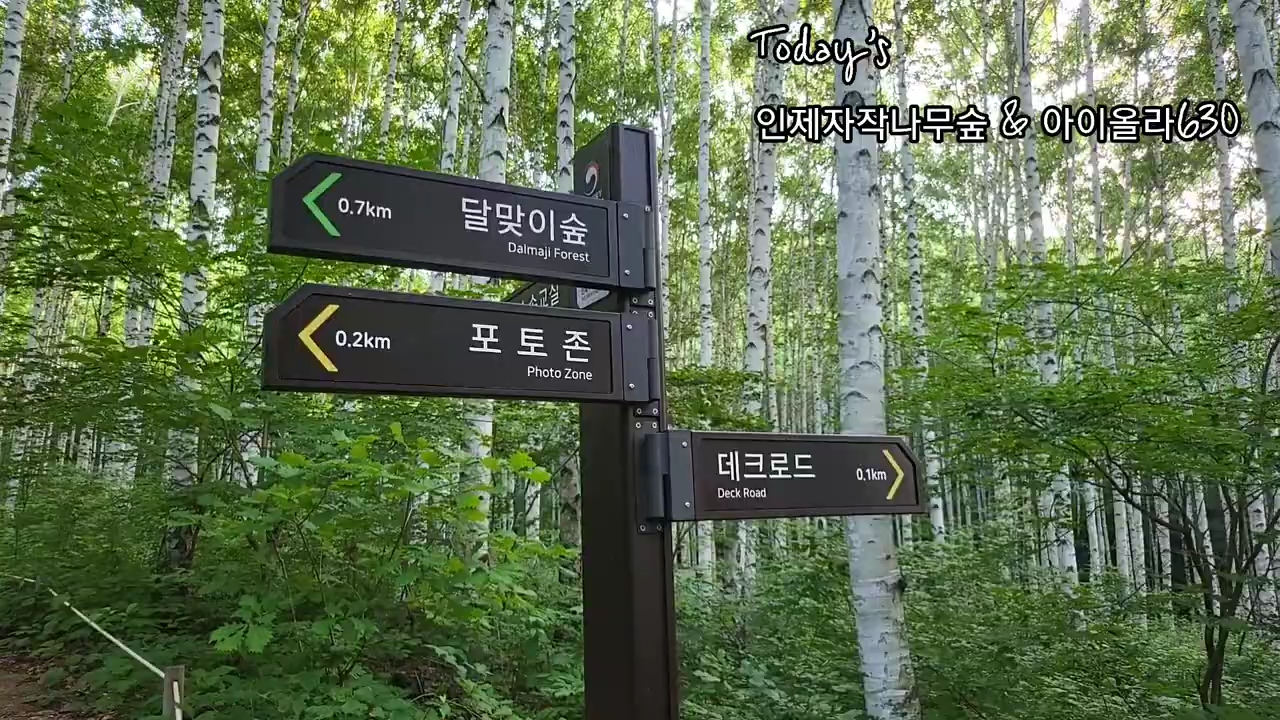 Today's
인제자작나무숲 & 아이올라630
0.7km 달맞이숲
Dalmaji Forest
0.2km 포토존
Photo Zone
데크로드 0.1km
Deck Road